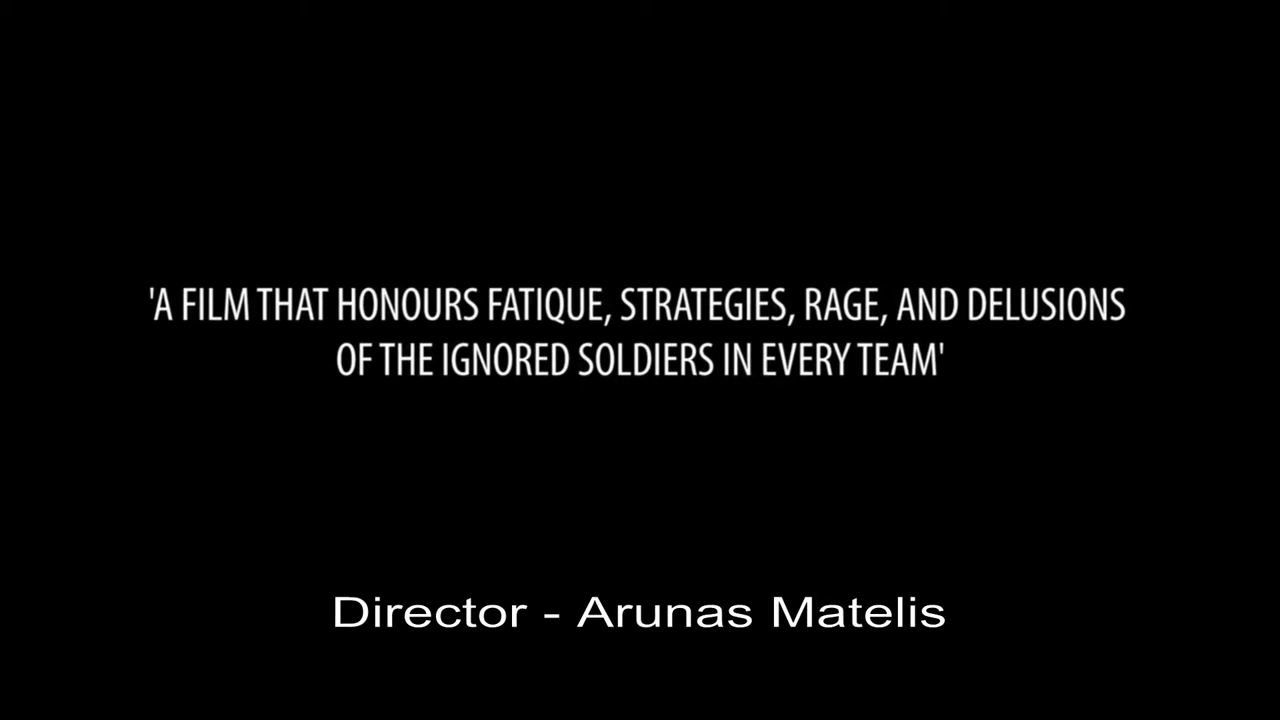 'A FILM THAT HONOURS FATIQUE, STRATEGIES, RAGE, AND DELUSIONS
OF THE IGNORED SOLDIERS IN EVERY TEAM'
Director - Arunas Matelis